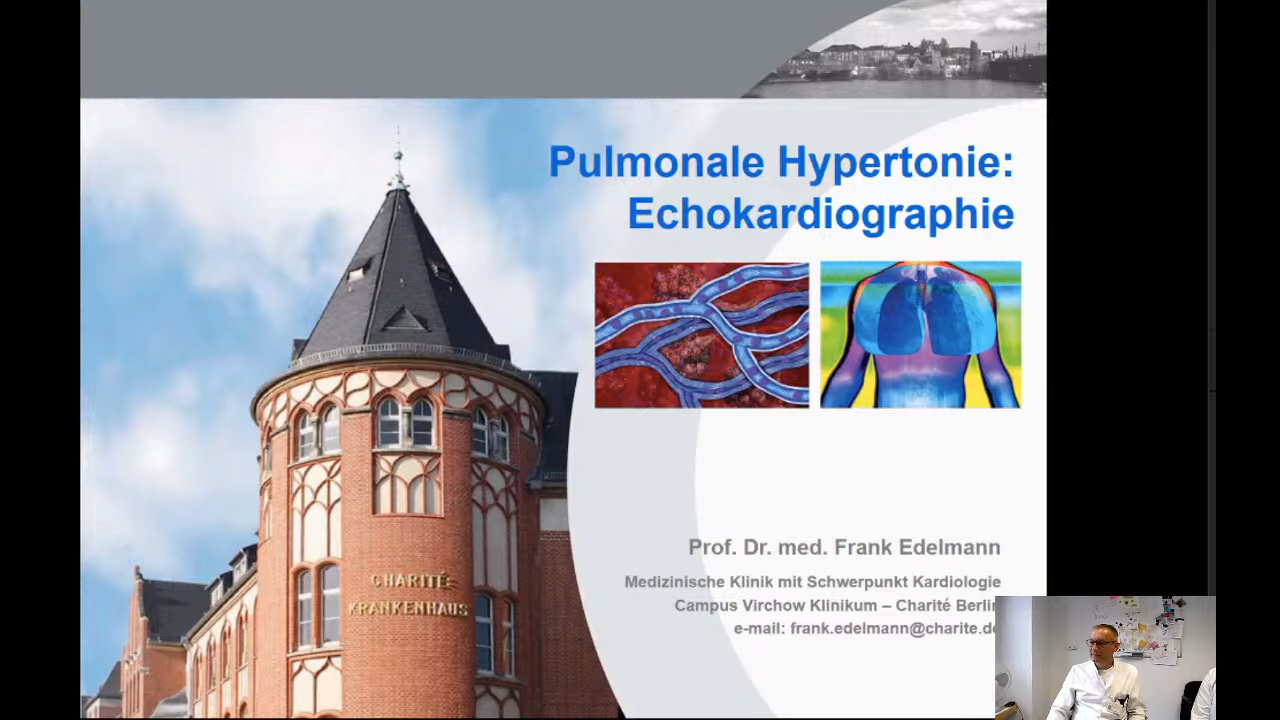 Pulmonale Hypertonie:
Echokardiographie
Prof. Dr. med. Frank Edelmann
Medizinische Klinik mit Schwerpunkt Kardiologie
Campus Virchow Klinikum – Charité Berlin
e-mail: frank.edelmann@charite.de
CHARITÉ-
KRANKENHAUS